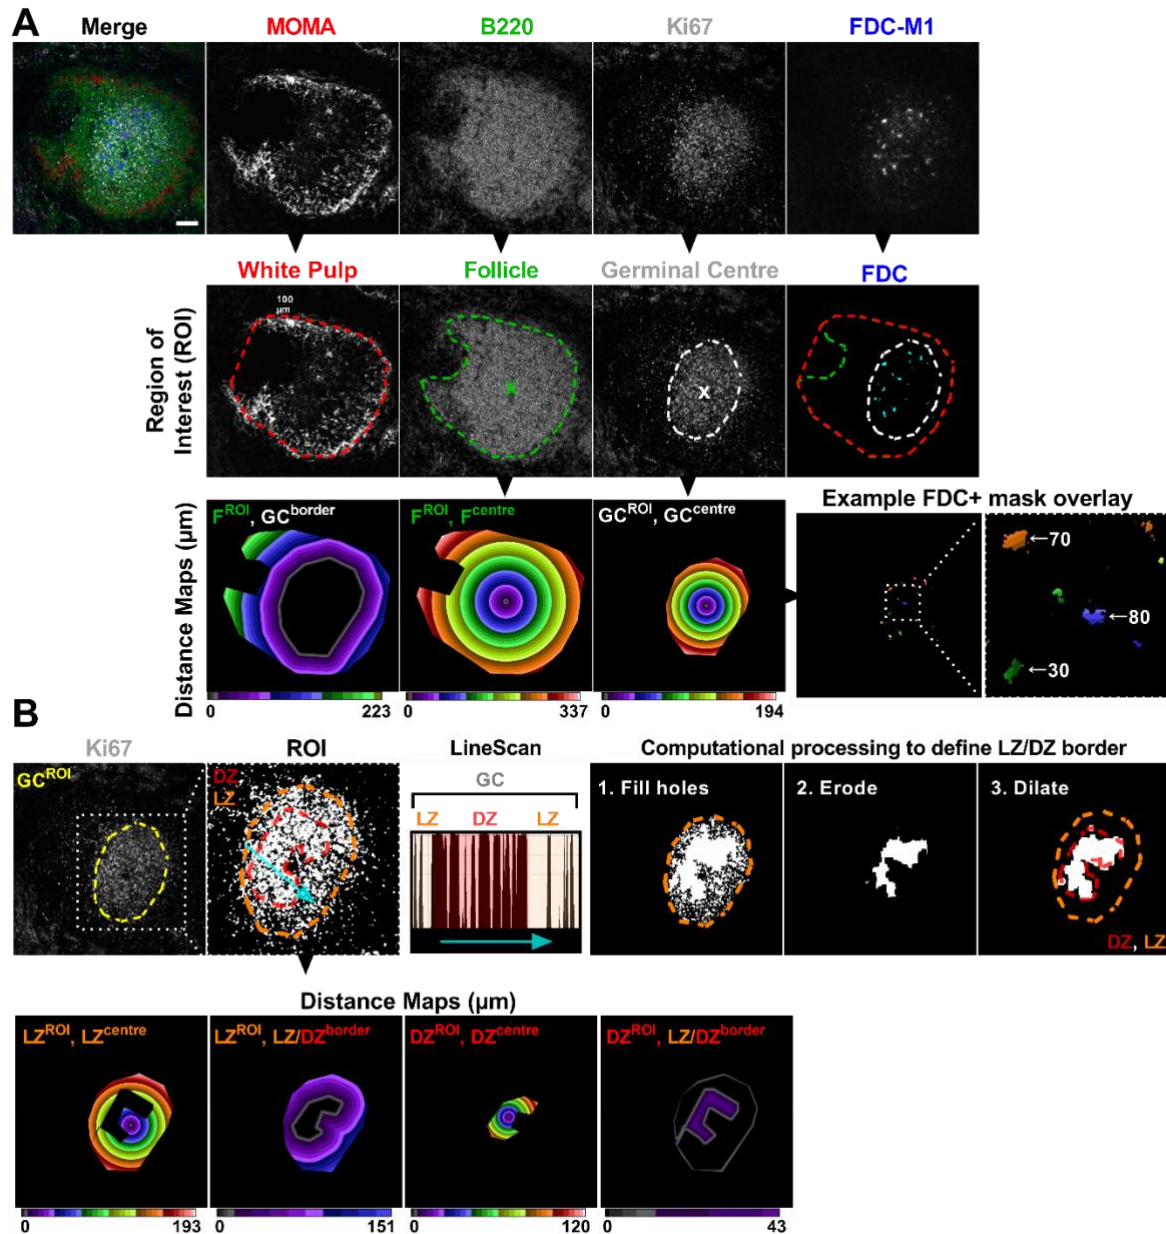 A
Merge MOMA B220 Ki67 FDC-M1
White Pulp Follicle Germinal Centre FDC
Region of
Interest (ROI)
100
µm
x x
Distance Maps (µm)
F^ROI, GC^border F^ROI, F^centre GC^ROI, GC^centre
Example FDC+ mask overlay
←70
←80
←30
0 223 0 337 0 194
B
Ki67 ROI LineScan Computational processing to define LZ/DZ border
GC^ROI
DZ
LZ
GC
LZ DZ LZ
1. Fill holes 2. Erode 3. Dilate
DZ, LZ
Distance Maps (µm)
LZ^ROI, LZ^centre LZ^ROI, LZ/DZ^border DZ^ROI, DZ^centre DZ^ROI, LZ/DZ^border
0 193 0 151 0 120 0 43